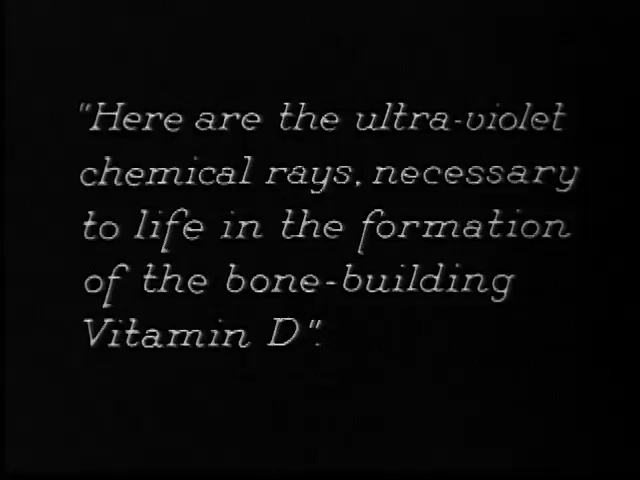 "Here are the ultra-violet
chemical rays, necessary
to life in the formation
of the bone-building
Vitamin D".